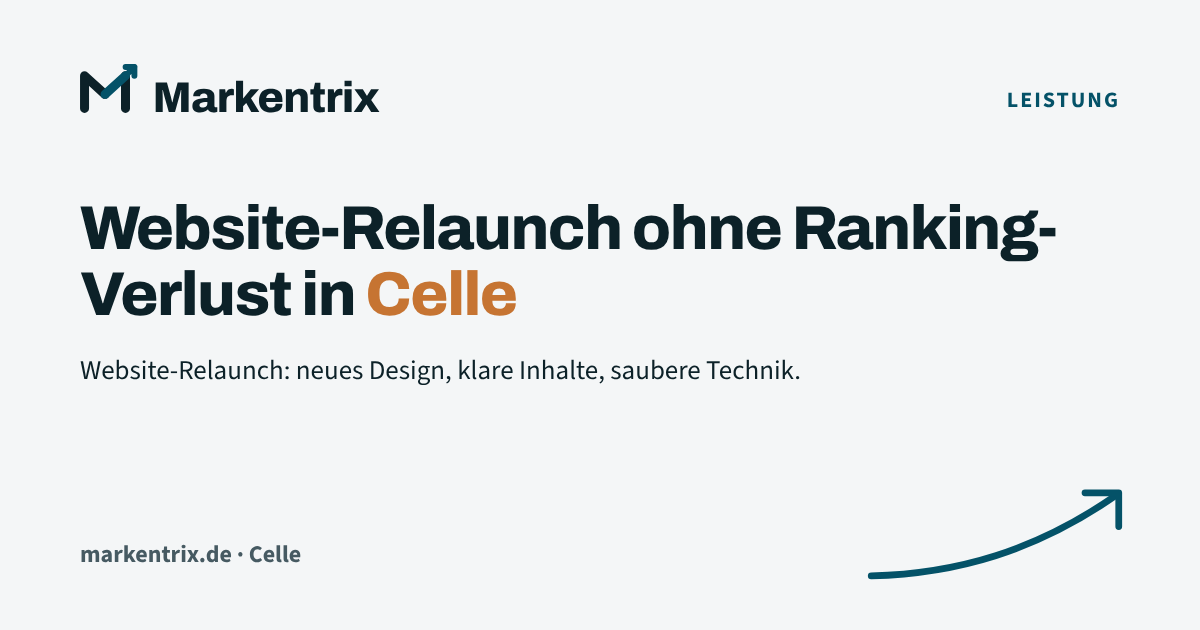 Markentrix
LEISTUNG
Website-Relaunch ohne Ranking-
Verlust in Celle
Website-Relaunch: neues Design, klare Inhalte, saubere Technik.
markentrix.de · Celle